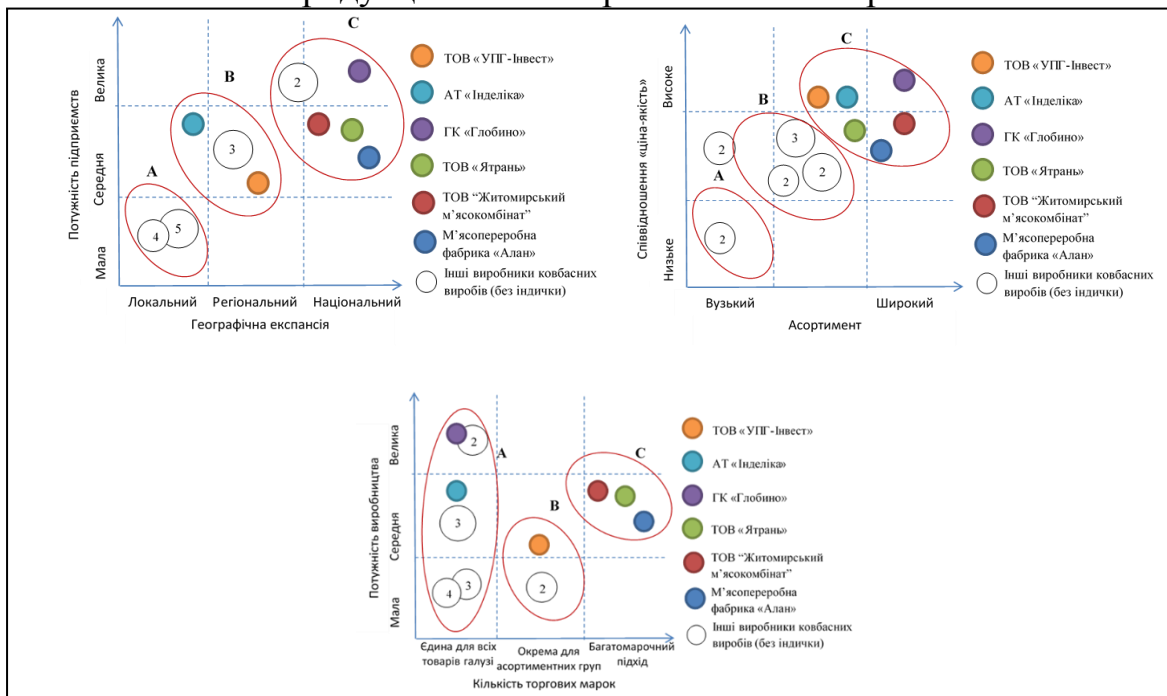 C
B
A
2
3
4
5
Велика
Середня
Мала
Потужність підприємств
Локальний Регіональний Національний
Географічна експансія
ТОВ «УПГ-Інвест»
АТ «Інделіка»
ГК «Глобино»
ТОВ «Ятрань»
ТОВ “Житомирський
м’ясокомбінат”
М’ясопереробна
фабрика «Алан»
Інші виробники ковбасних
виробів (без індички)
C
B
A
2
3
2
2
2
Високе
Середня
Низьке
Співвідношення «ціна-якість»
Вузький Широкий
Асортимент
ТОВ «УПГ-Інвест»
АТ «Інделіка»
ГК «Глобино»
ТОВ «Ятрань»
ТОВ “Житомирський
м’ясокомбінат”
М’ясопереробна
фабрика «Алан»
Інші виробники ковбасних
виробів (без індички)
A
B
C
2
3
4
3
2
Велика
Середня
Мала
Потужність виробництва
Єдина для всіх
товарів галузі
Окрема для
асортиментних груп
Багатомарочний
підхід
Кількість торгових марок
ТОВ «УПГ-Інвест»
АТ «Інделіка»
ГК «Глобино»
ТОВ «Ятрань»
ТОВ “Житомирський
м’ясокомбінат”
М’ясопереробна
фабрика «Алан»
Інші виробники ковбасних
виробів (без індички)